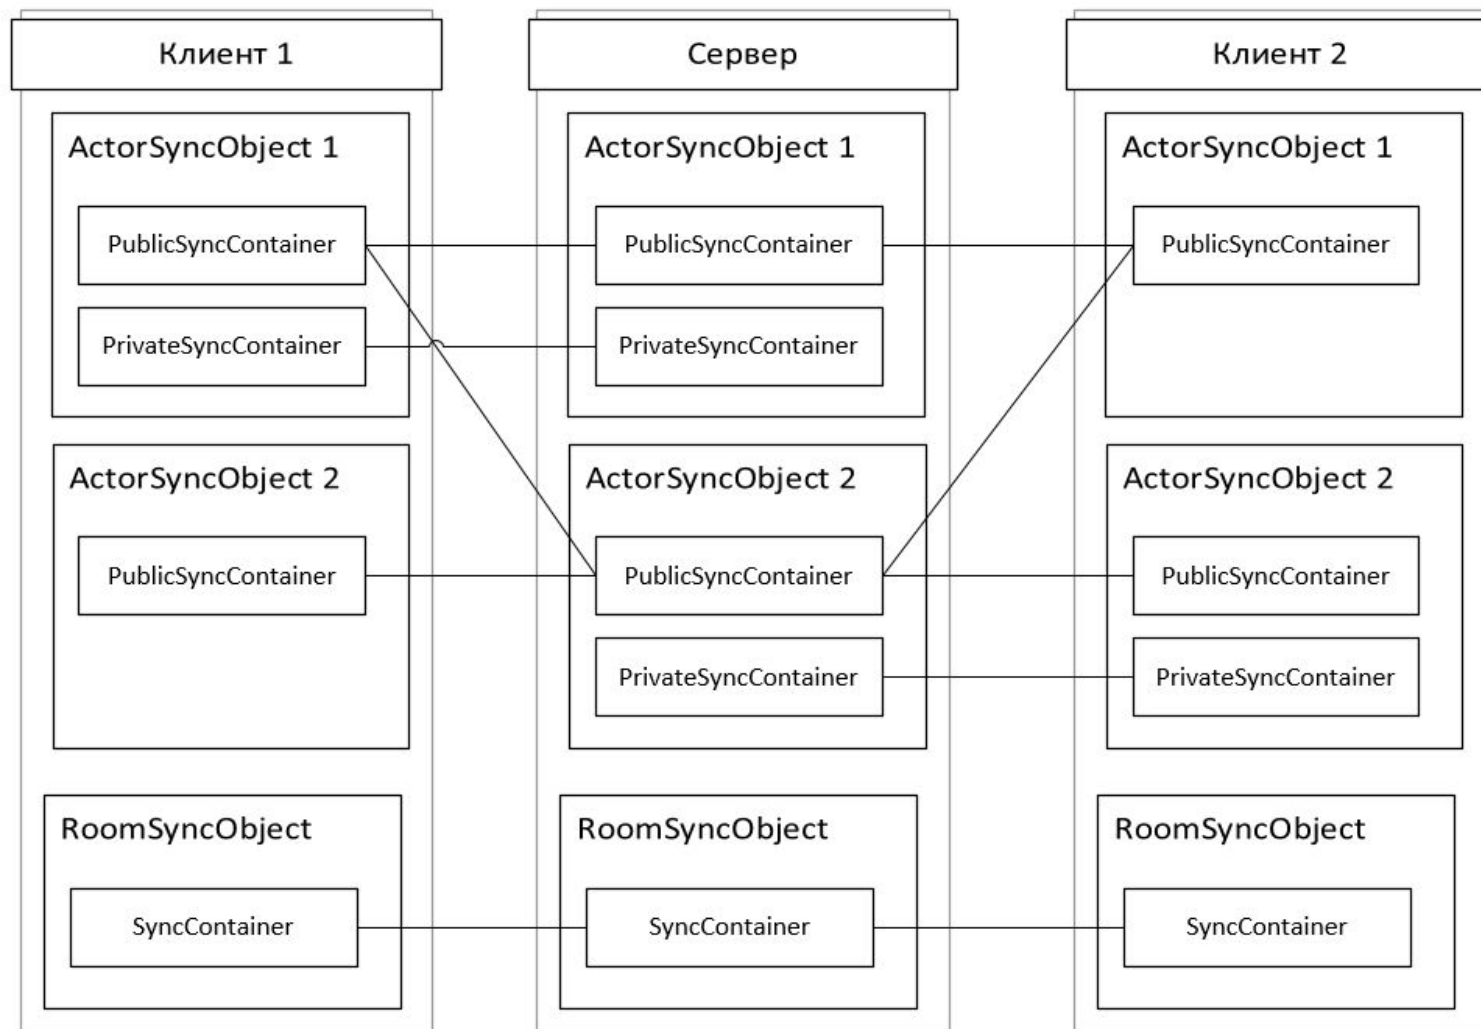 Клиент 1
Сервер
Клиент 2
ActorSyncObject 1
ActorSyncObject 1
ActorSyncObject 1
PublicSyncContainer
PublicSyncContainer
PublicSyncContainer
PrivateSyncContainer
PrivateSyncContainer
ActorSyncObject 2
ActorSyncObject 2
ActorSyncObject 2
PublicSyncContainer
PublicSyncContainer
PublicSyncContainer
PrivateSyncContainer
PrivateSyncContainer
RoomSyncObject
RoomSyncObject
RoomSyncObject
SyncContainer
SyncContainer
SyncContainer